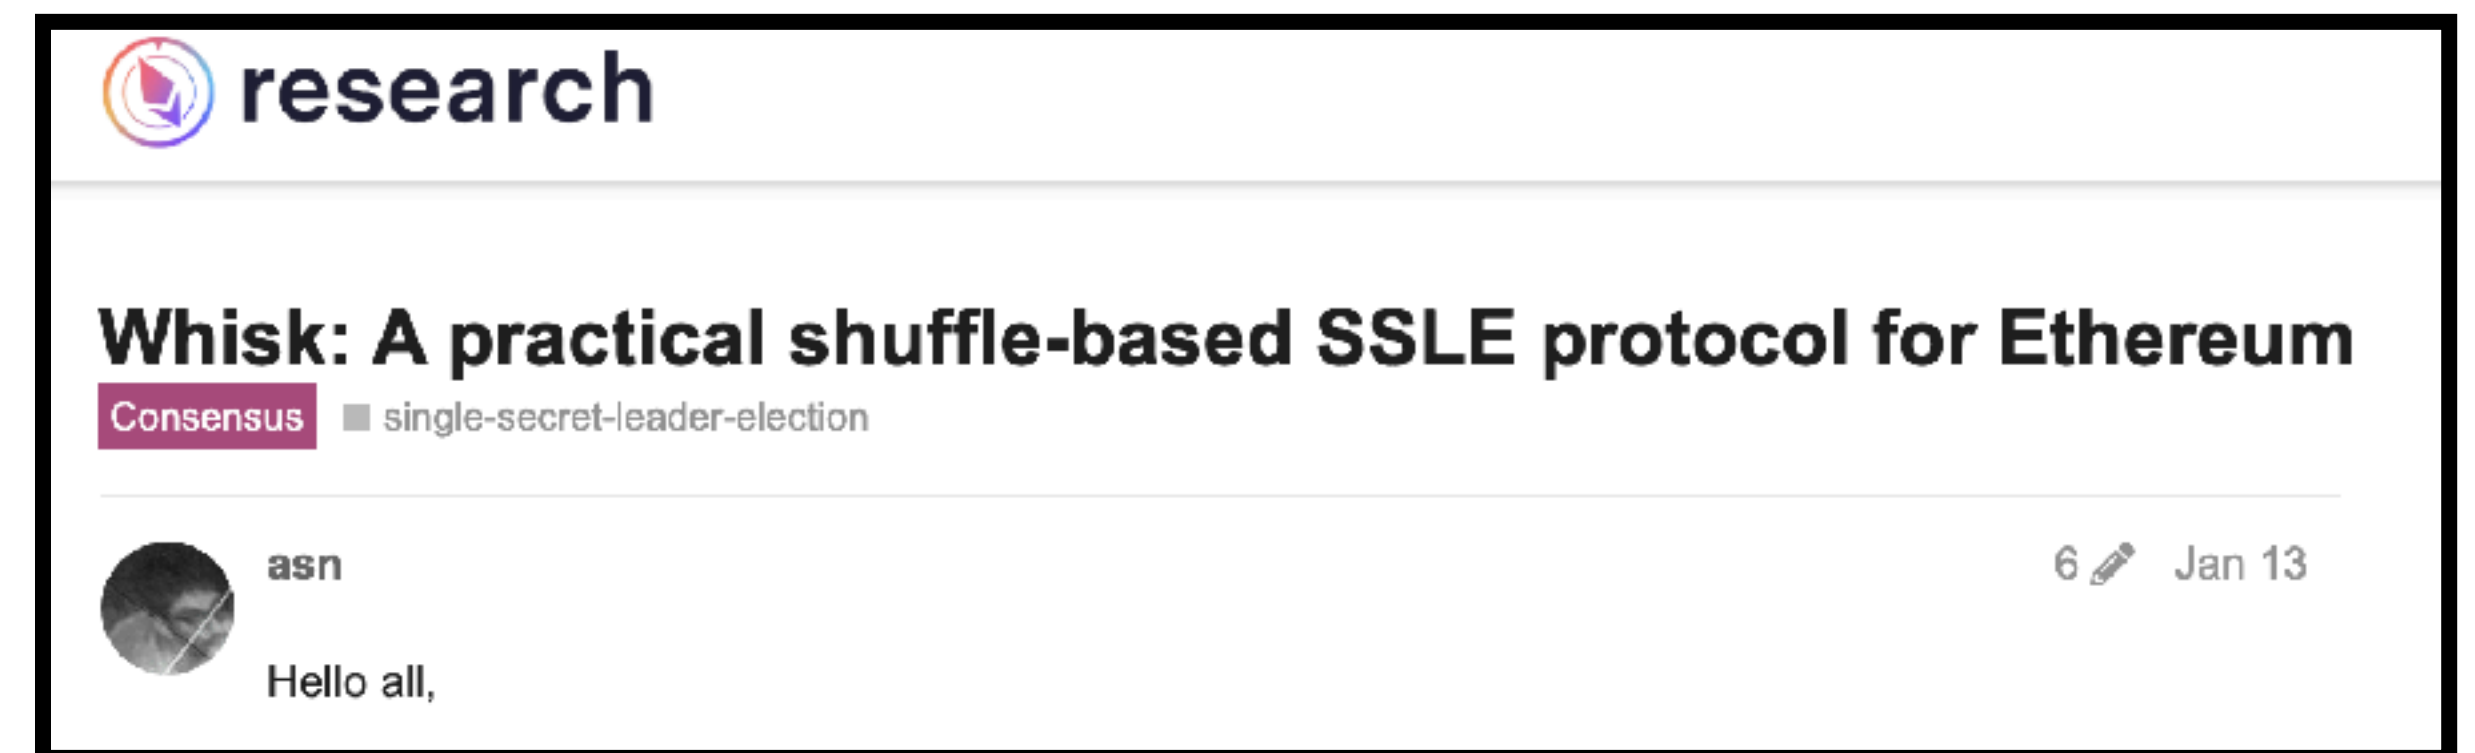 research
Whisk: A practical shuffle-based SSLE protocol for Ethereum
Consensus single-secret-leader-election
asn 6 Jan 13
Hello all,